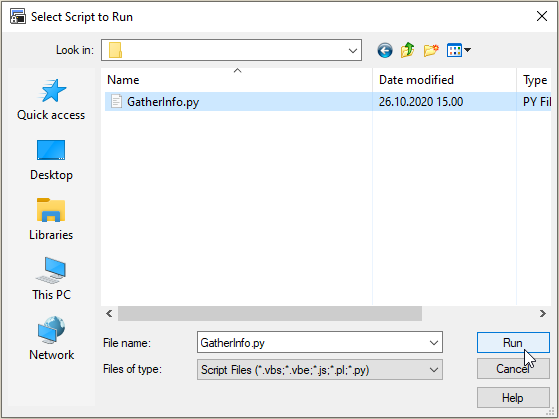 Select Script to Run
Look in:
Name Date modified Type
GatherInfo.py 26.10.2020 15.00 PY Fil
Quick access
Desktop
Libraries
This PC
Network
File name: GatherInfo.py Run
Files of type: Script Files (*.vbs;*.vbe;*.js;*.pl;*.py) Cancel
Help